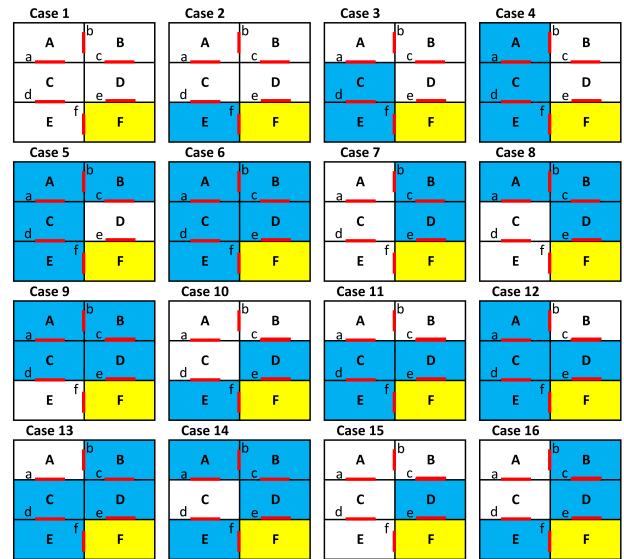 Case 1 Case 2 Case 3 Case 4
b b b b
A B A B A B A B
a c a c a c a c
C D C D C D C D
d e d e d e d e
E f F E f F E f F E f F
Case 5 Case 6 Case 7 Case 8
b b b b
A B A B A B A B
a c a c a c a c
C D C D C D C D
d e d e d e d e
E f F E f F E f F E f F
Case 9 Case 10 Case 11 Case 12
b b b b
A B A B A B A B
a c a c a c a c
C D C D C D C D
d e d e d e d e
E f F E f F E f F E f F
Case 13 Case 14 Case 15 Case 16
b b b b
A B A B A B A B
a c a c a c a c
C D C D C D C D
d e d e d e d e
E f F E f F E f F E f F